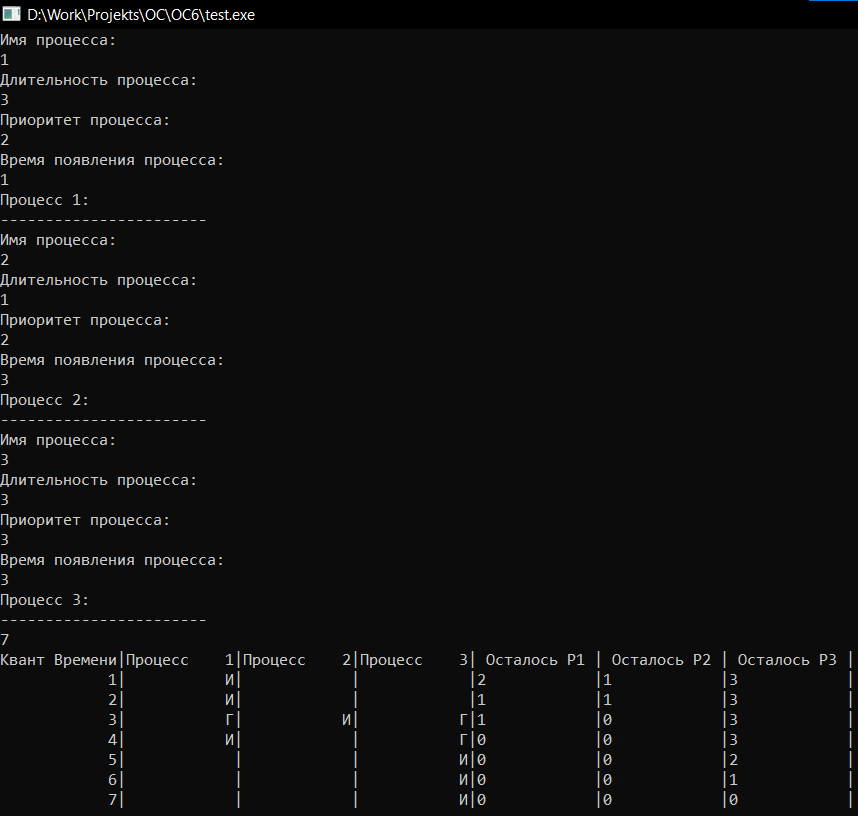 D:\Work\Projekts\OC\OC6\test.exe
Имя процесса:
1
Длительность процесса:
3
Приоритет процесса:
2
Время появления процесса:
1
Процесс 1:
-----------------------
Имя процесса:
2
Длительность процесса:
1
Приоритет процесса:
2
Время появления процесса:
3
Процесс 2:
-----------------------
Имя процесса:
3
Длительность процесса:
3
Приоритет процесса:
3
Время появления процесса:
3
Процесс 3:
-----------------------
7
Квант Времени|Процесс    1|Процесс    2|Процесс    3| Осталось P1 | Осталось P2 | Осталось P3 |
            1|           И|            |            |2            |1            |3            |
            2|           И|            |            |1            |1            |3            |
            3|           Г|           И|           Г|1            |0            |3            |
            4|           И|            |           Г|0            |0            |3            |
            5|            |            |           И|0            |0            |2            |
            6|            |            |           И|0            |0            |1            |
            7|            |            |           И|0            |0            |0            |